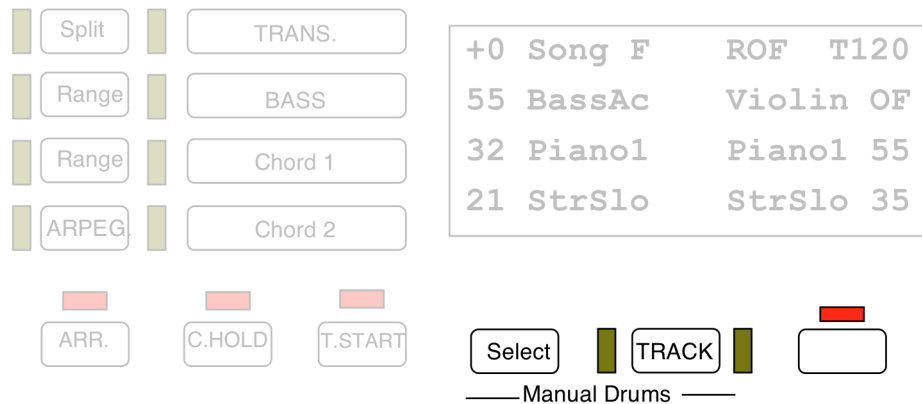 Split TRANS.
Range BASS
Range Chord 1
ARPEG. Chord 2
+0 Song F ROF T120
55 BassAc Violin OF
32 Piano1 Piano1 55
21 StrSlo StrSlo 35
ARR. C.HOLD T.START
Select TRACK
Manual Drums